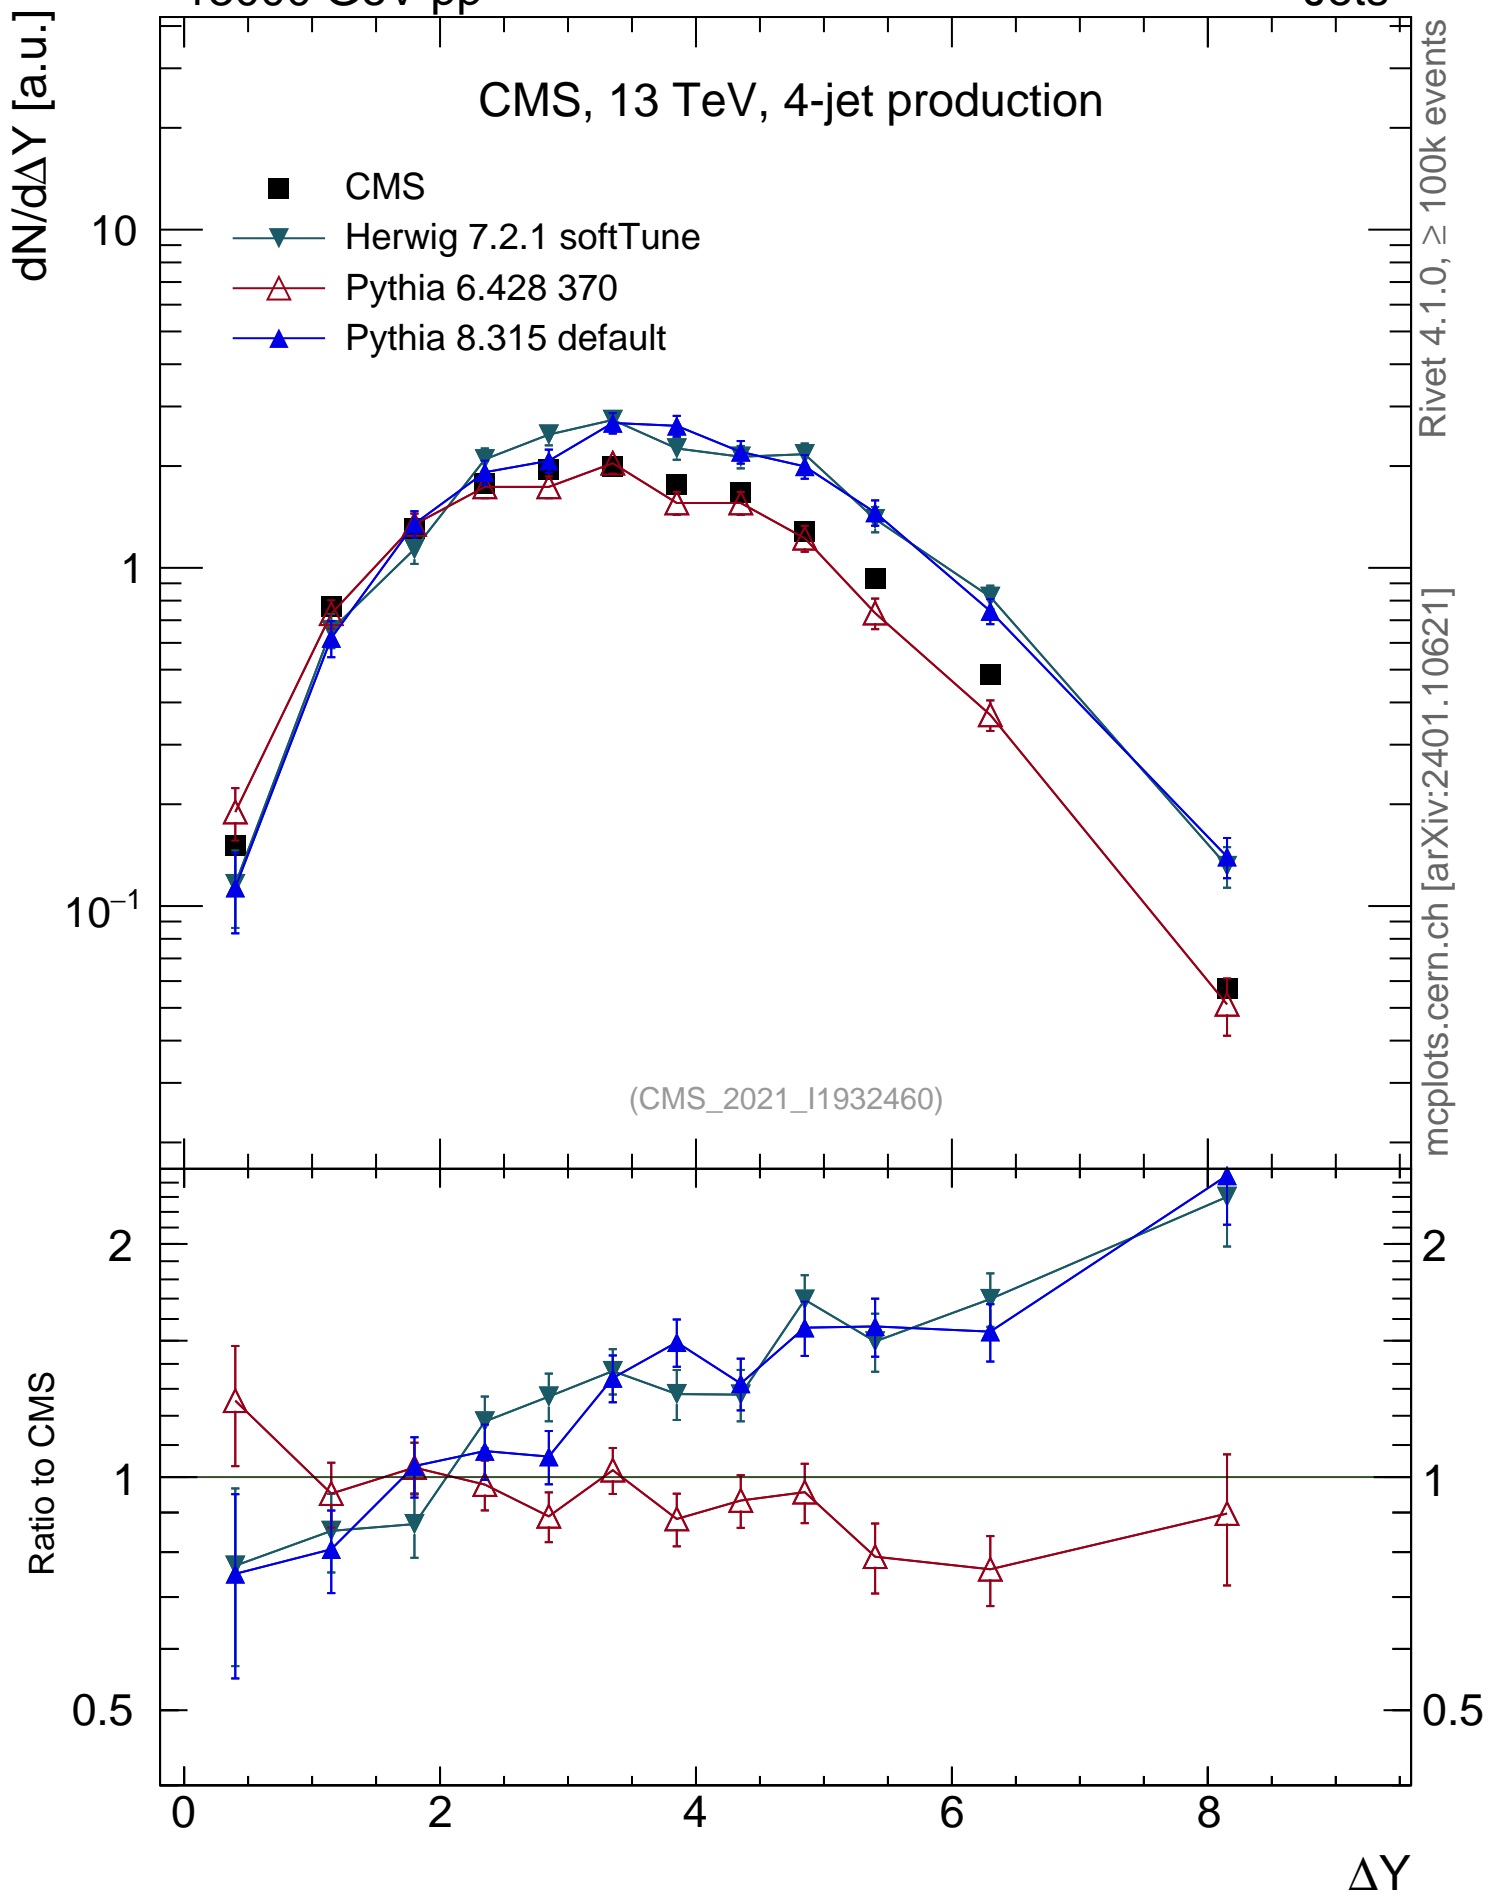 dN/dΔY [a.u.]
CMS, 13 TeV, 4-jet production
CMS
Herwig 7.2.1 softTune
Pythia 6.428 370
Pythia 8.315 default
10
1
10⁻¹
(CMS_2021_I1932460)
Rivet 4.1.0, ≥ 100k events
mcplots.cern.ch [arXiv:2401.10621]
Ratio to CMS
2
1
0.5
2
1
0.5
0 2 4 6 8
ΔY